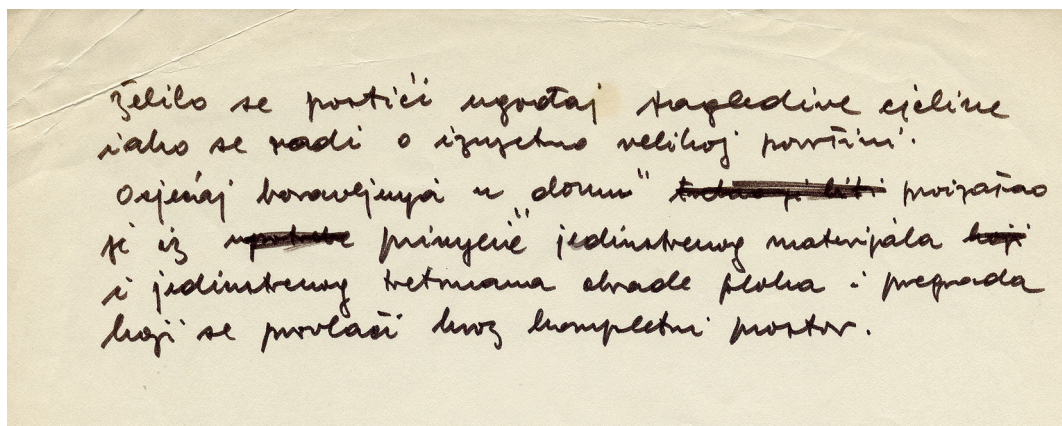 Željelo se postići ugođaj sagledive cjeline
iako se radi o izuzetno velikoj površini.
Osjećaj boravljenja u domu" proizašao
je iz primjene jedinstvenog materijala
i jedinstvenog tretmana obrade ploha i pregrada
koji se provlači kroz kompletni prostor.